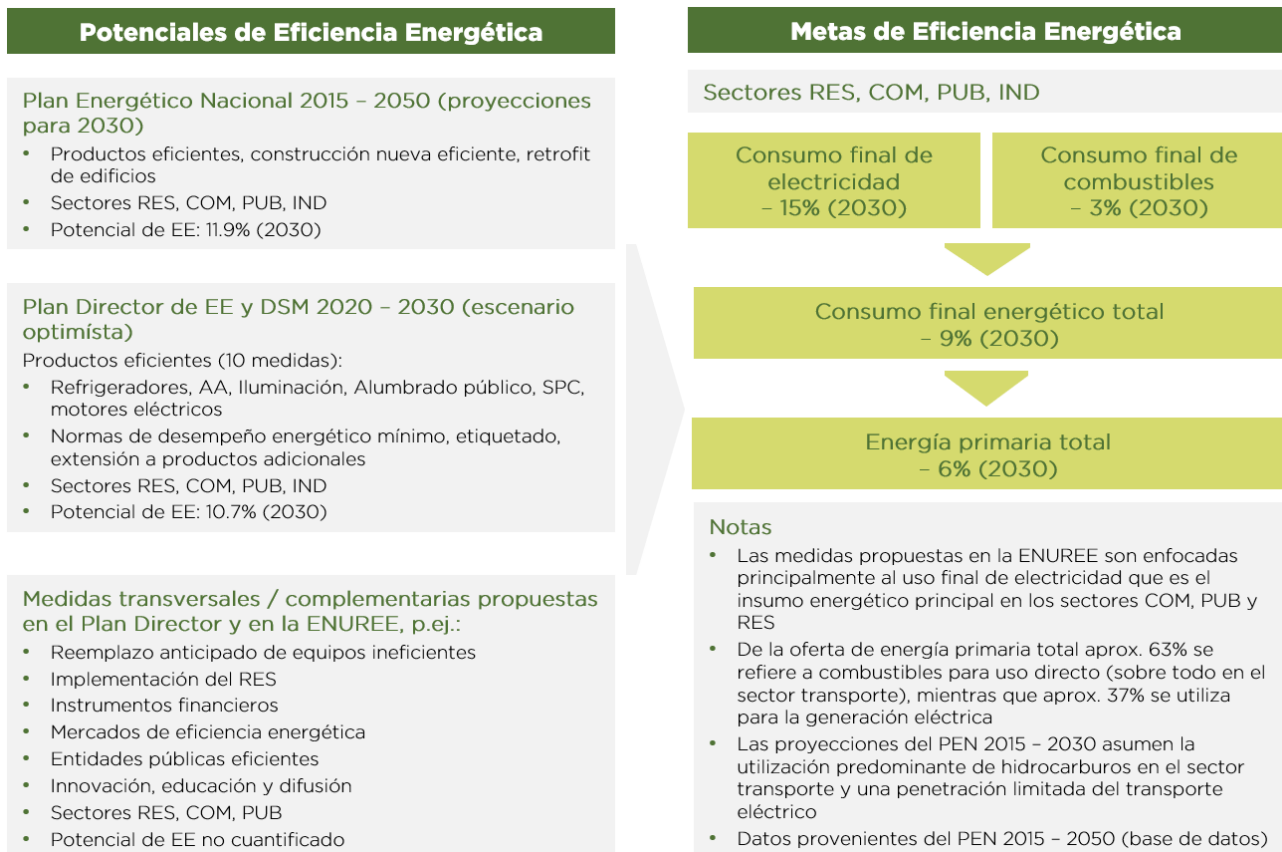 Potenciales de Eficiencia Energética
Plan Energético Nacional 2015 – 2050 (proyecciones
para 2030)
• Productos eficientes, construcción nueva eficiente, retrofit
de edificios
• Sectores RES, COM, PUB, IND
• Potencial de EE: 11.9% (2030)
Plan Director de EE y DSM 2020 – 2030 (escenario
optimísta)
Productos eficientes (10 medidas):
• Refrigeradores, AA, Iluminación, Alumbrado público, SPC,
motores eléctricos
• Normas de desempeño energético mínimo, etiquetado,
extensión a productos adicionales
• Sectores RES, COM, PUB, IND
• Potencial de EE: 10.7% (2030)
Medidas transversales / complementarias propuestas
en el Plan Director y en la ENUREE, p.ej.:
• Reemplazo anticipado de equipos ineficientes
• Implementación del RES
• Instrumentos financieros
• Mercados de eficiencia energética
• Entidades públicas eficientes
• Innovación, educación y difusión
• Sectores RES, COM, PUB
• Potencial de EE no cuantificado
Metas de Eficiencia Energética
Sectores RES, COM, PUB, IND
Consumo final de
electricidad
– 15% (2030)
Consumo final de
combustibles
– 3% (2030)
Consumo final energético total
– 9% (2030)
Energía primaria total
– 6% (2030)
Notas
• Las medidas propuestas en la ENUREE son enfocadas
principalmente al uso final de electricidad que es el
insumo energético principal en los sectores COM, PUB y
RES
• De la oferta de energía primaria total aprox. 63% se
refiere a combustibles para uso directo (sobre todo en el
sector transporte), mientras que aprox. 37% se utiliza
para la generación eléctrica
• Las proyecciones del PEN 2015 – 2030 asumen la
utilización predominante de hidrocarburos en el sector
transporte y una penetración limitada del transporte
eléctrico
• Datos provenientes del PEN 2015 – 2050 (base de datos)